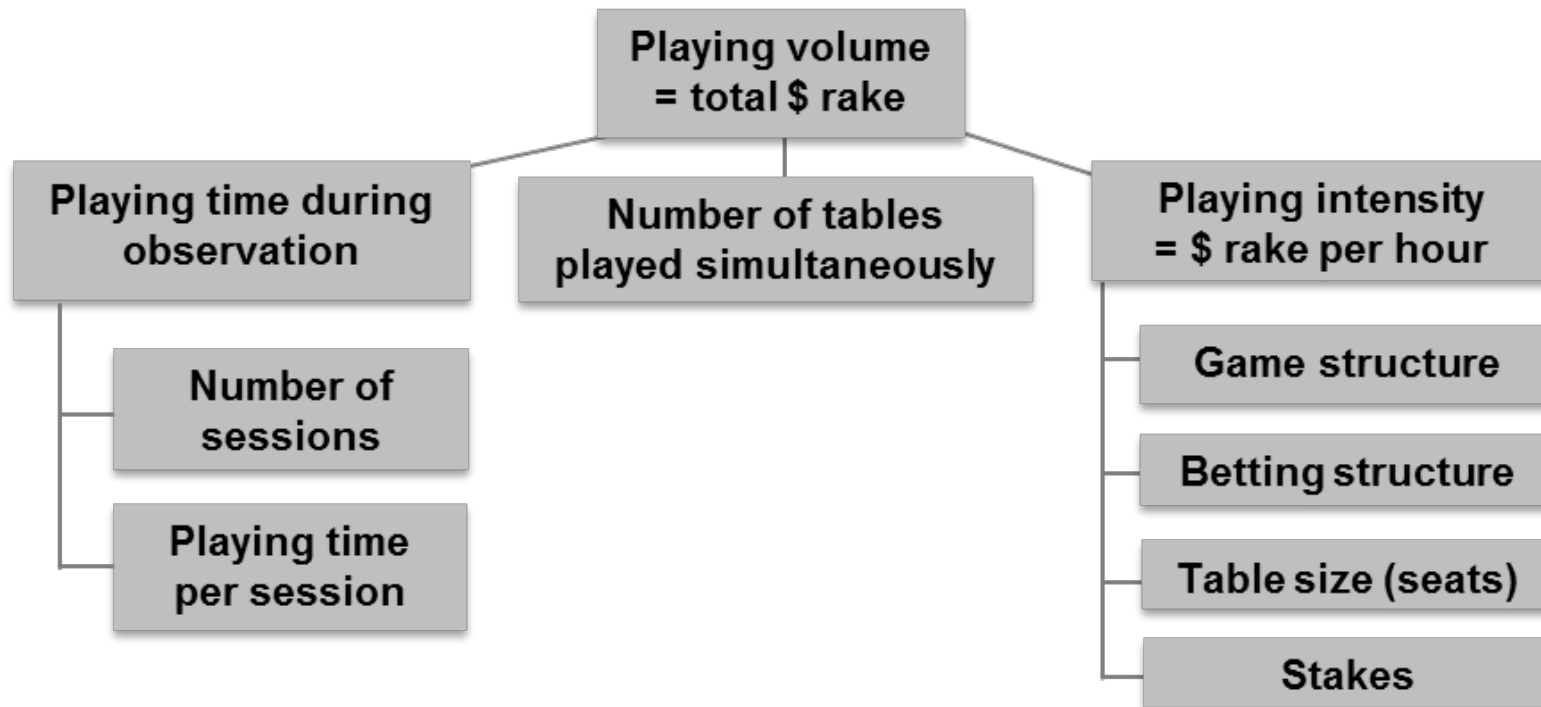 Playing volume
= total $ rake
Playing time during
observation
Number of tables
played simultaneously
Playing intensity
= $ rake per hour
Number of
sessions
Playing time
per session
Game structure
Betting structure
Table size (seats)
Stakes